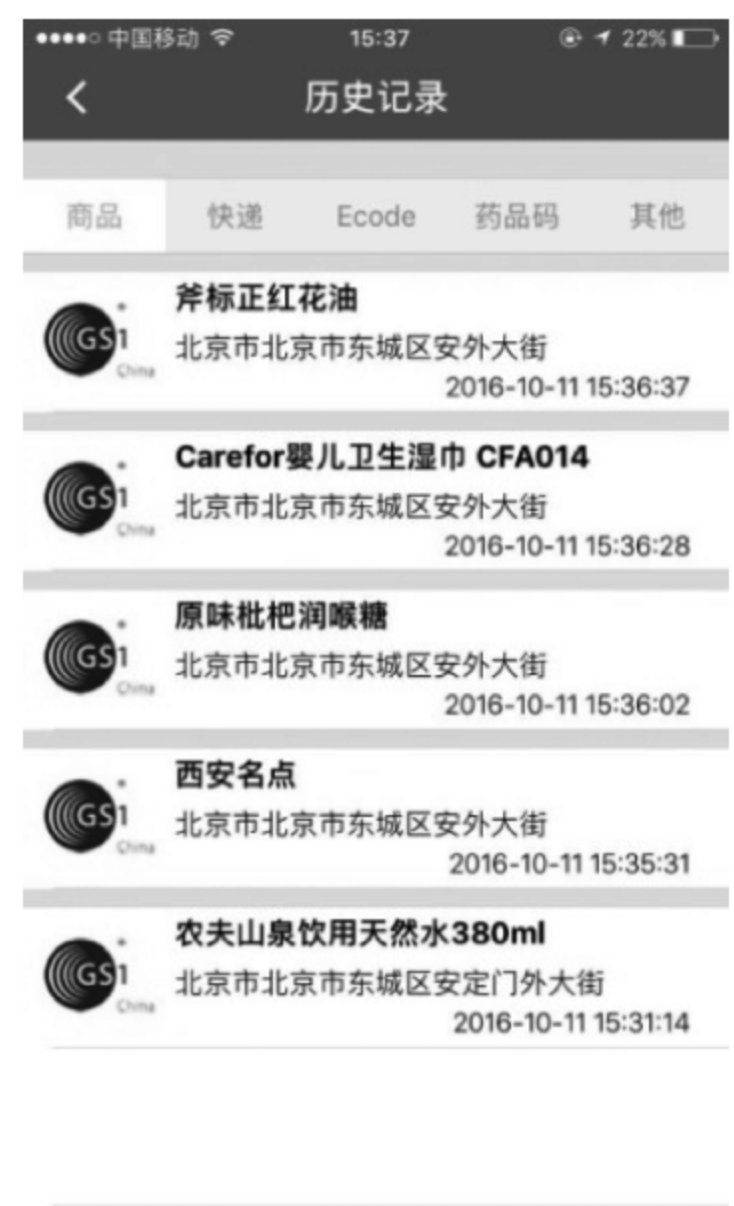 中国移动 15:37 22%
历史记录
商品 快递 Ecode 药品码 其他
斧标正红花油
GS1
China
北京市北京市东城区安外大街
2016-10-11 15:36:37
Carefor婴儿卫生湿巾 CFA014
GS1
China
北京市北京市东城区安外大街
2016-10-11 15:36:28
原味枇杷润喉糖
GS1
China
北京市北京市东城区安外大街
2016-10-11 15:36:02
西安名点
GS1
China
北京市北京市东城区安外大街
2016-10-11 15:35:31
农夫山泉饮用天然水380ml
GS1
China
北京市北京市东城区安定门外大街
2016-10-11 15:31:14